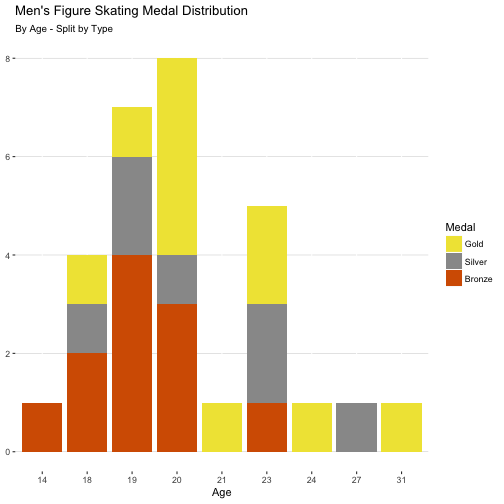 Men's Figure Skating Medal Distribution
By Age - Split by Type
8
6
4
2
0
14 18 19 20 21 23 24 27 31
Age
Medal
Gold
Silver
Bronze